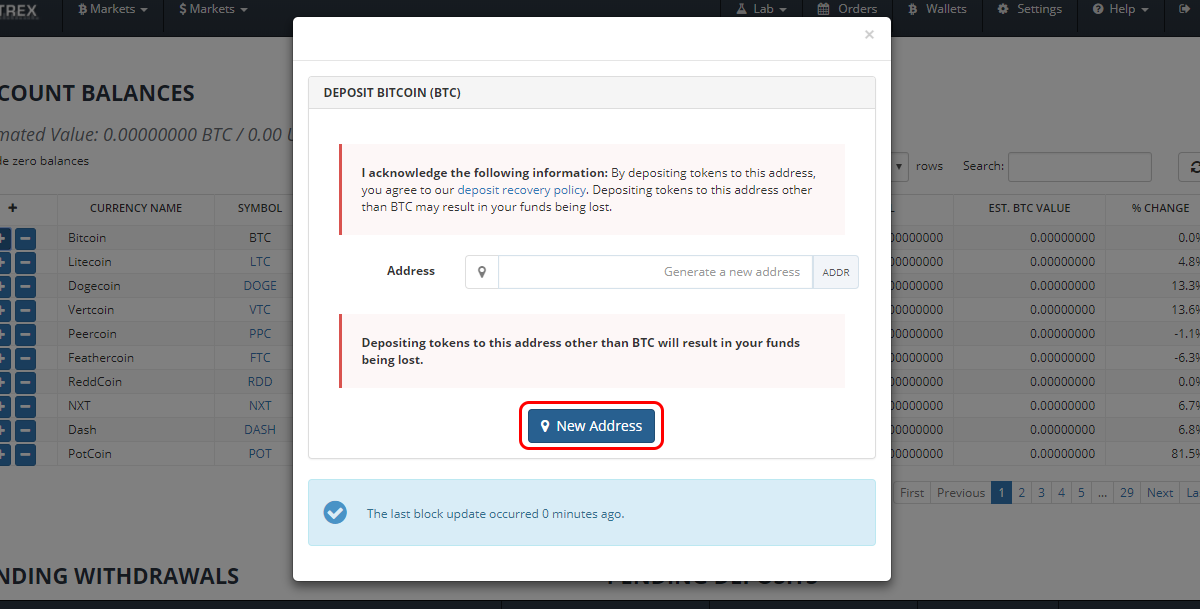 TREX
Markets
$ Markets
Lab
Orders
Wallets
Settings
Help
×
COUNT BALANCES
mated Value: 0.00000000 BTC / 0.00 U
de zero balances
rows
Search:
DEPOSIT BITCOIN (BTC)
I acknowledge the following information: By depositing tokens to this address,
you agree to our deposit recovery policy. Depositing tokens to this address other
than BTC may result in your funds being lost.
Address
Generate a new address
ADDR
Depositing tokens to this address other than BTC will result in your funds
being lost.
New Address
The last block update occurred 0 minutes ago.
+ CURRENCY NAME SYMBOL L EST. BTC VALUE % CHANGE
Bitcoin BTC 00000000 0.00000000 0.0%
Litecoin LTC 00000000 0.00000000 4.8%
Dogecoin DOGE 00000000 0.00000000 13.3%
Vertcoin VTC 00000000 0.00000000 13.6%
Peercoin PPC 00000000 0.00000000 -1.1%
Feathercoin FTC 00000000 0.00000000 -6.3%
ReddCoin RDD 00000000 0.00000000 0.0%
NXT NXT 00000000 0.00000000 6.7%
Dash DASH 00000000 0.00000000 6.8%
PotCoin POT 00000000 0.00000000 81.5%
First Previous 1 2 3 4 5 ... 29 Next La
NDING WITHDRAWALS
PENDING DEPOSITS